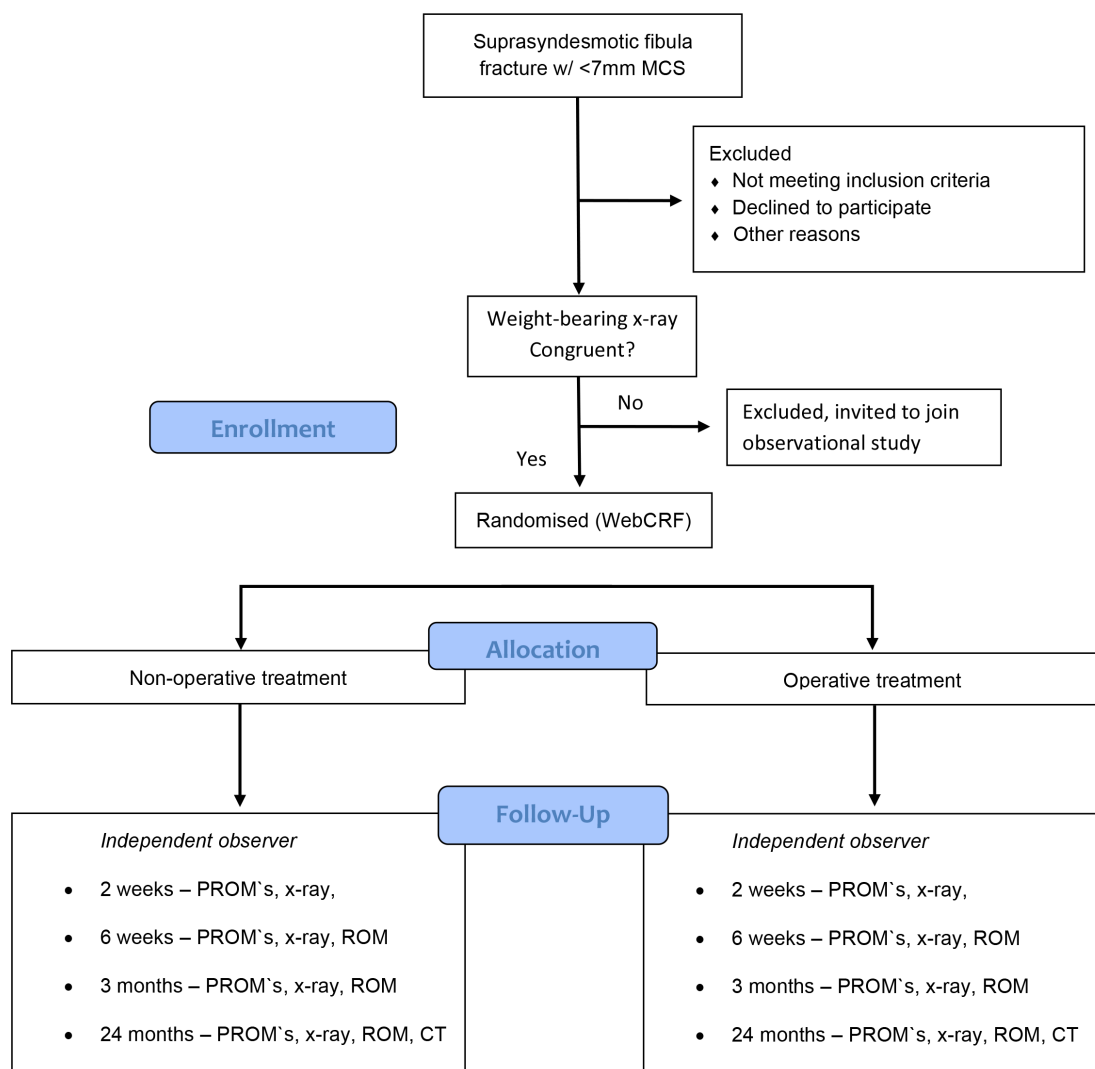 Suprasyndesmotic fibula
fracture w/ <7mm MCS
Excluded
♦ Not meeting inclusion criteria
♦ Declined to participate
♦ Other reasons
Weight-bearing x-ray
Congruent?
No
Excluded, invited to join
observational study
Enrollment
Yes
Randomised (WebCRF)
Allocation
Non-operative treatment
Operative treatment
Follow-Up
Independent observer
• 2 weeks – PROM`s, x-ray,
• 6 weeks – PROM`s, x-ray, ROM
• 3 months – PROM`s, x-ray, ROM
• 24 months – PROM`s, x-ray, ROM, CT
Independent observer
• 2 weeks – PROM`s, x-ray,
• 6 weeks – PROM`s, x-ray, ROM
• 3 months – PROM`s, x-ray, ROM
• 24 months – PROM`s, x-ray, ROM, CT